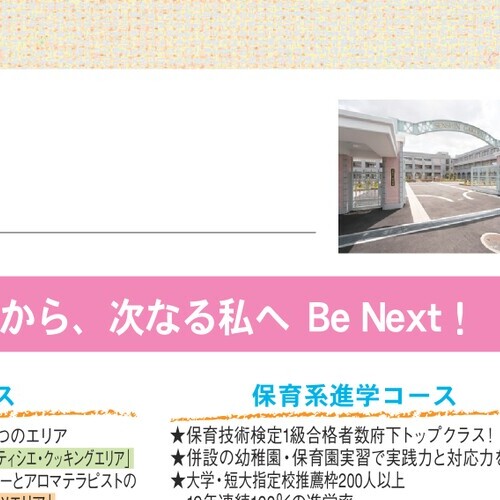 から、次なる私へ Be Next！
ス
つのエリア
ティシエ・クッキングエリア」
ーとアロマテラピストの
保育系進学コース
★保育技術検定1級合格者数府下トップクラス！
★併設の幼稚園・保育園実習で実践力と対応力を
★大学・短大指定校推薦枠200人以上